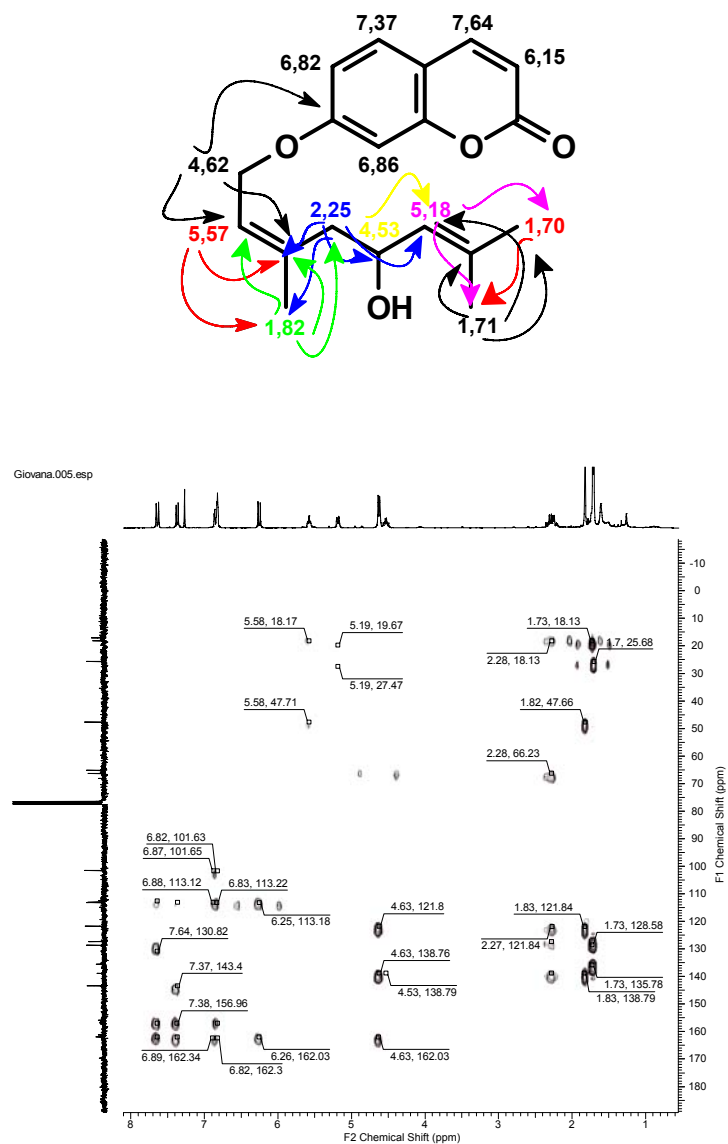 7,37 7,64
6,82 6,15
O O O
4,62 6,86
2,25 5,18 1,70
5,57 4,53
OH
1,82 1,71
Giovana.005.esp
5.58, 18.17 5.19, 19.67 1.73, 18.13
1.7, 25.68
2.28, 18.13
5.19, 27.47
5.58, 47.71 1.82, 47.66
2.28, 66.23
6.82, 101.63
6.87, 101.65
6.88, 113.12 6.83, 113.22
6.25, 113.18 4.63, 121.8 1.83, 121.84
7.64, 130.82 1.73, 128.58
4.63, 138.76 2.27, 121.84
7.37, 143.4 4.53, 138.79 1.73, 135.78
7.38, 156.96 1.83, 138.79
6.89, 162.34 6.26, 162.03 4.63, 162.03
6.82, 162.3
-10
0
10
20
30
40
50
60
70
80
90
100
110
120
130
140
150
160
170
180
F1 Chemical Shift (ppm)
8 7 6 5 4 3 2 1
F2 Chemical Shift (ppm)